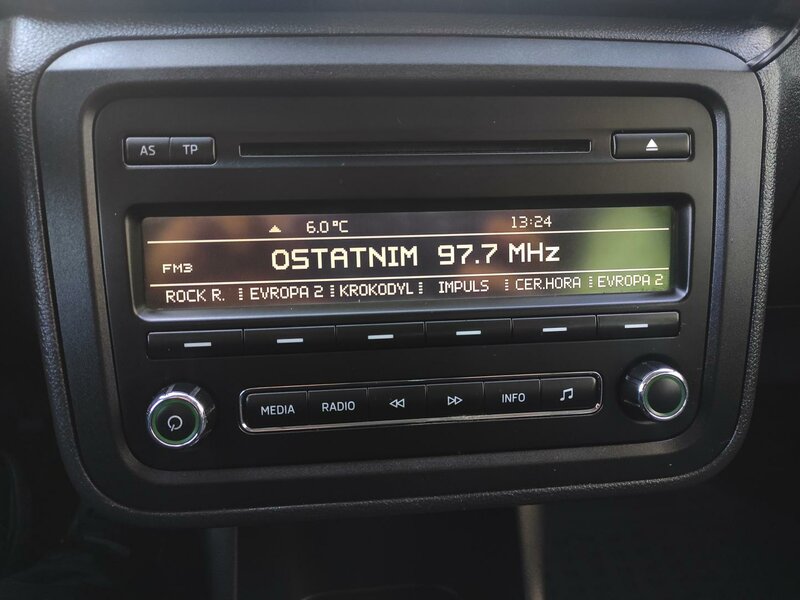 AS TP
6.0°C 13:24
FM3 OSTATNIM 97.7 MHz
ROCK R. EVROPA 2 KROKODYL IMPULS CER.HORA EVROPA 2
MEDIA RADIO INFO